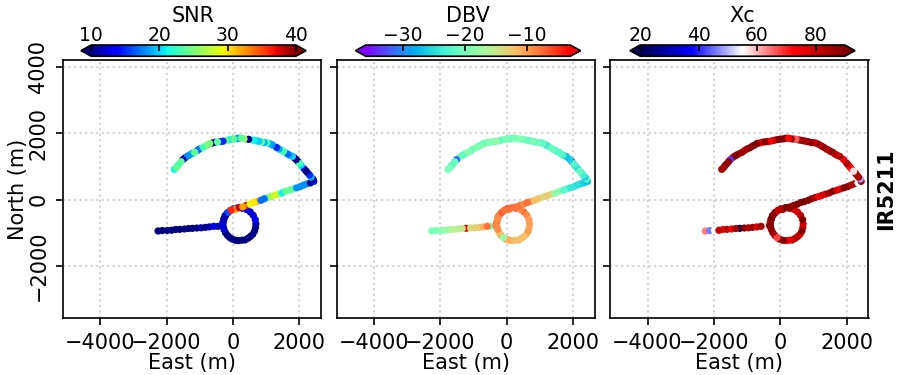 SNR DBV Xc
10 20 30 40 −30 −20 −10 20 40 60 80
4000
2000
0
−2000
North (m)
−4000 −2000 0 2000 −4000 −2000 0 2000 −4000 −2000 0 2000
East (m) East (m) East (m)
IR5211